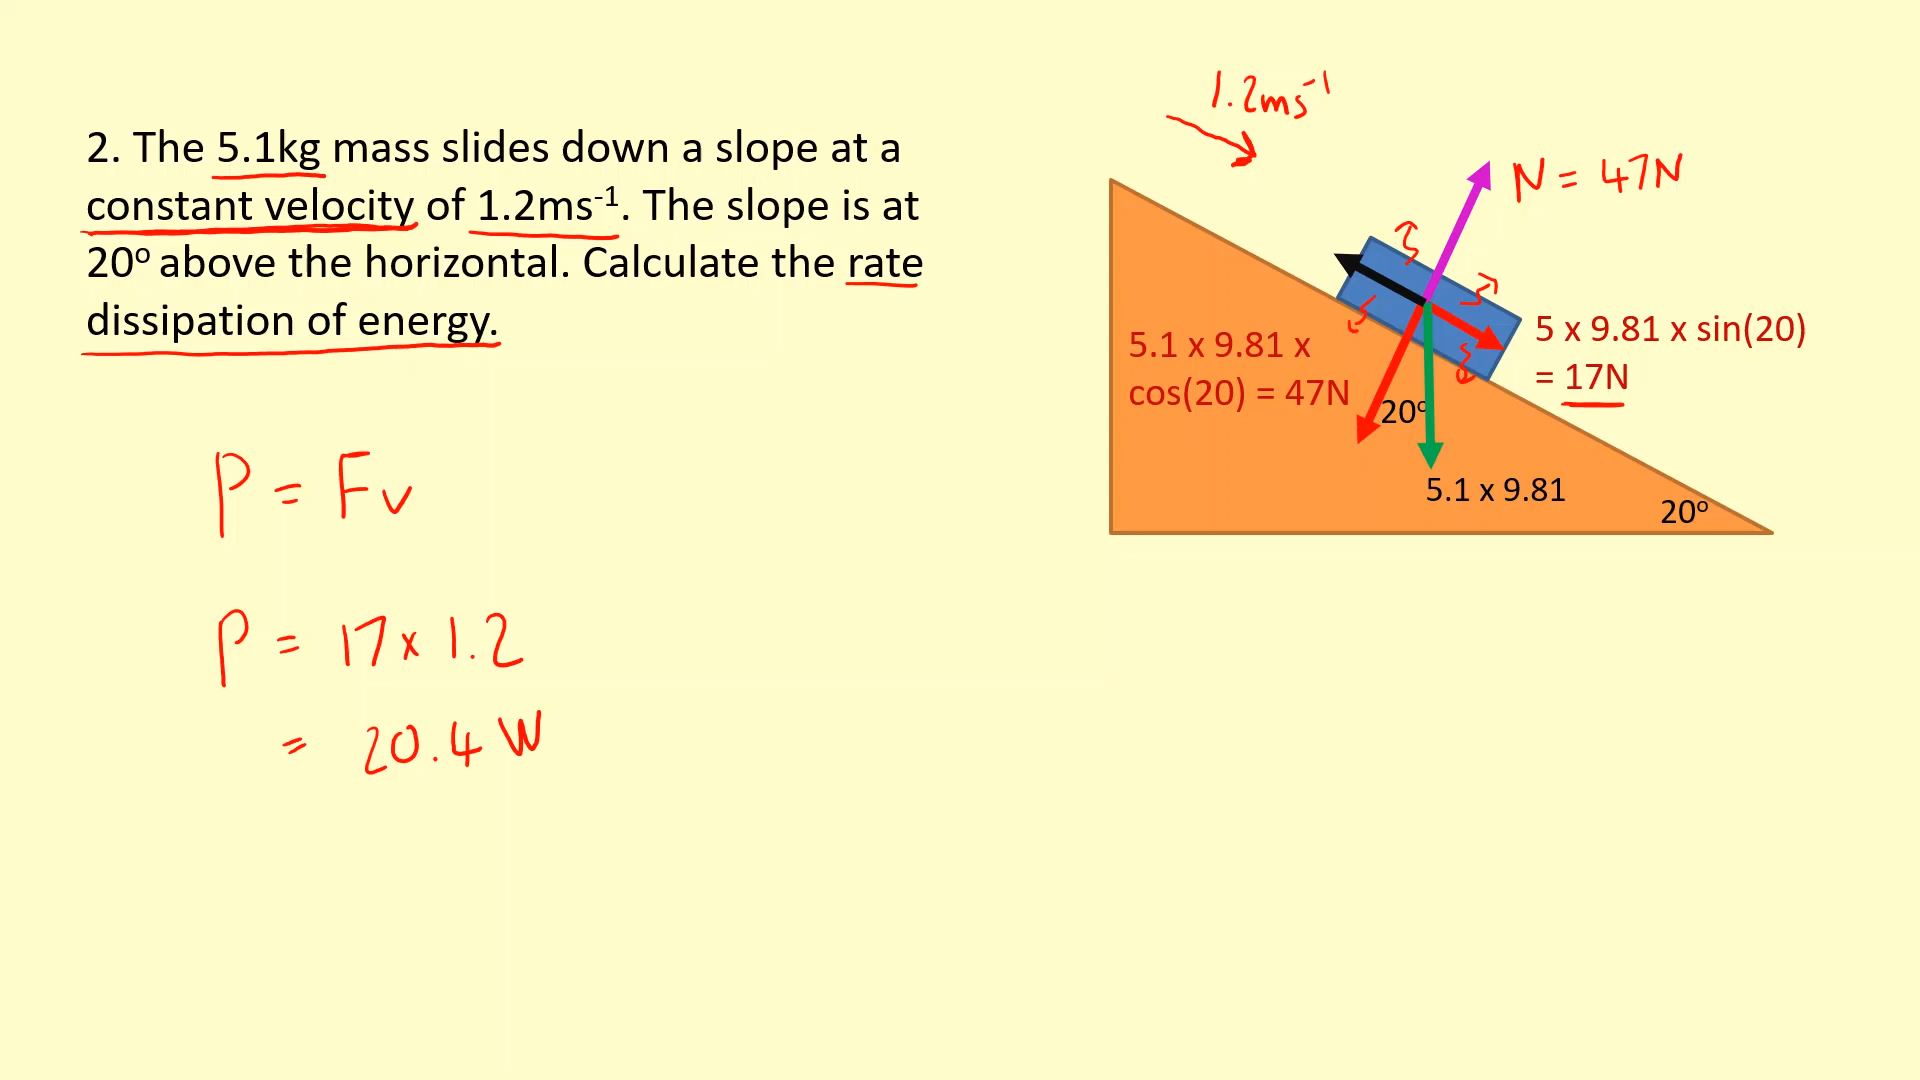 2. The 5.1kg mass slides down a slope at a
constant velocity of 1.2ms⁻¹. The slope is at
20° above the horizontal. Calculate the rate
dissipation of energy.
P = Fv
P = 17 x 1.2
= 20.4 W
1.2ms⁻¹
N = 47N
5.1 x 9.81 x
cos(20) = 47N
5 x 9.81 x sin(20)
= 17N
20°
5.1 x 9.81
20°